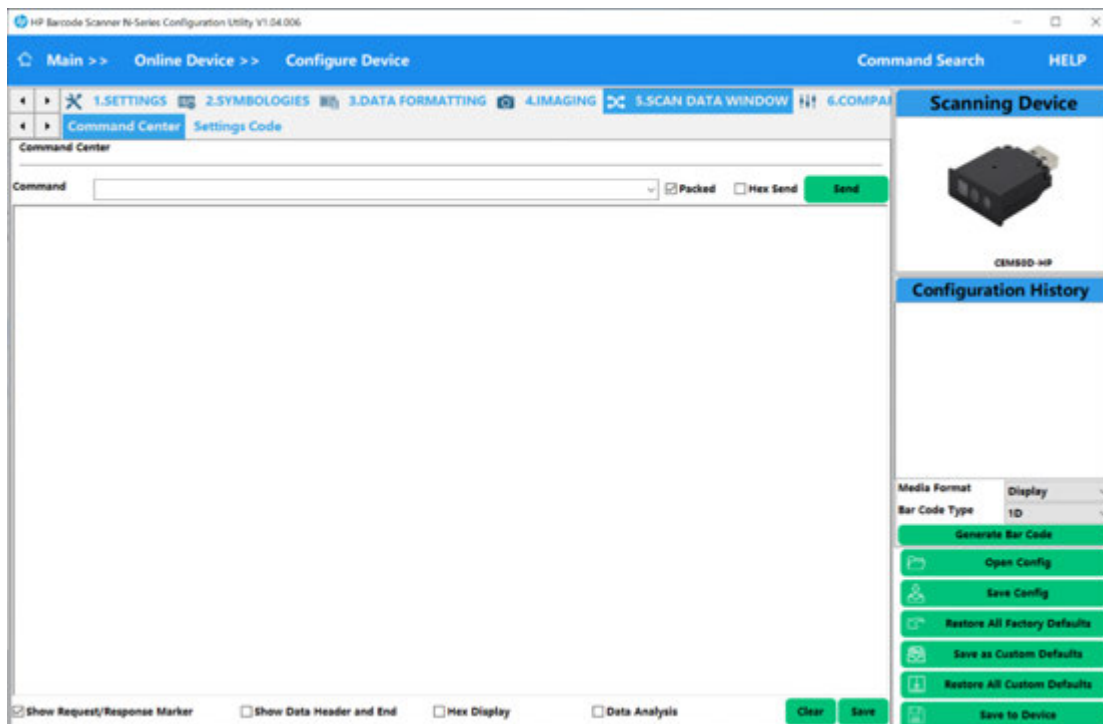 HP Barcode Scanner N-Series Configuration Utility V1.04.006
Main >> Online Device >> Configure Device Command Search HELP
1.SETTINGS 2.SYMBOLOGIES 3.DATA FORMATTING 4.IMAGING 5.SCAN DATA WINDOW 6.COMPA
Command Center Settings Code
Command Center
Command Packed Hex Send Send
Scanning Device
CEM50D-HP
Configuration History
Media Format Display
Bar Code Type 1D
Generate Bar Code
Open Config
Save Config
Restore All Factory Defaults
Save as Custom Defaults
Restore All Custom Defaults
Save to Device
Show Request/Response Marker Show Data Header and End Hex Display Data Analysis Clear Save